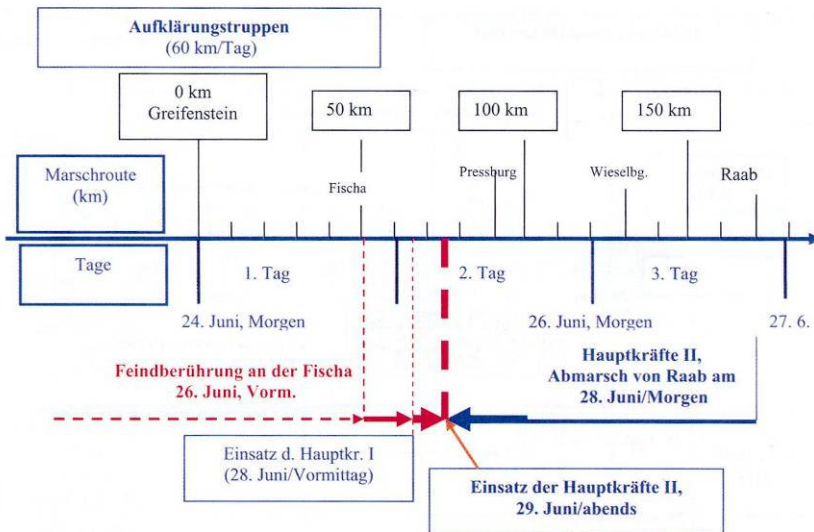 Aufklärungstruppen
(60 km/Tag)
0 km
Greifenstein
50 km
100 km
150 km
Marschroute
(km)
Fischa
Pressburg
Wieselbg.
Raab
Tage
1. Tag
2. Tag
3. Tag
24. Juni, Morgen
26. Juni, Morgen
27. 6.
Feindberührung an der Fischa
26. Juni, Vorm.
Hauptkräfte II,
Abmarsch von Raab am
28. Juni/Morgen
Einsatz d. Hauptkr. I
(28. Juni/Vormittag)
Einsatz der Hauptkräfte II,
29. Juni/abends